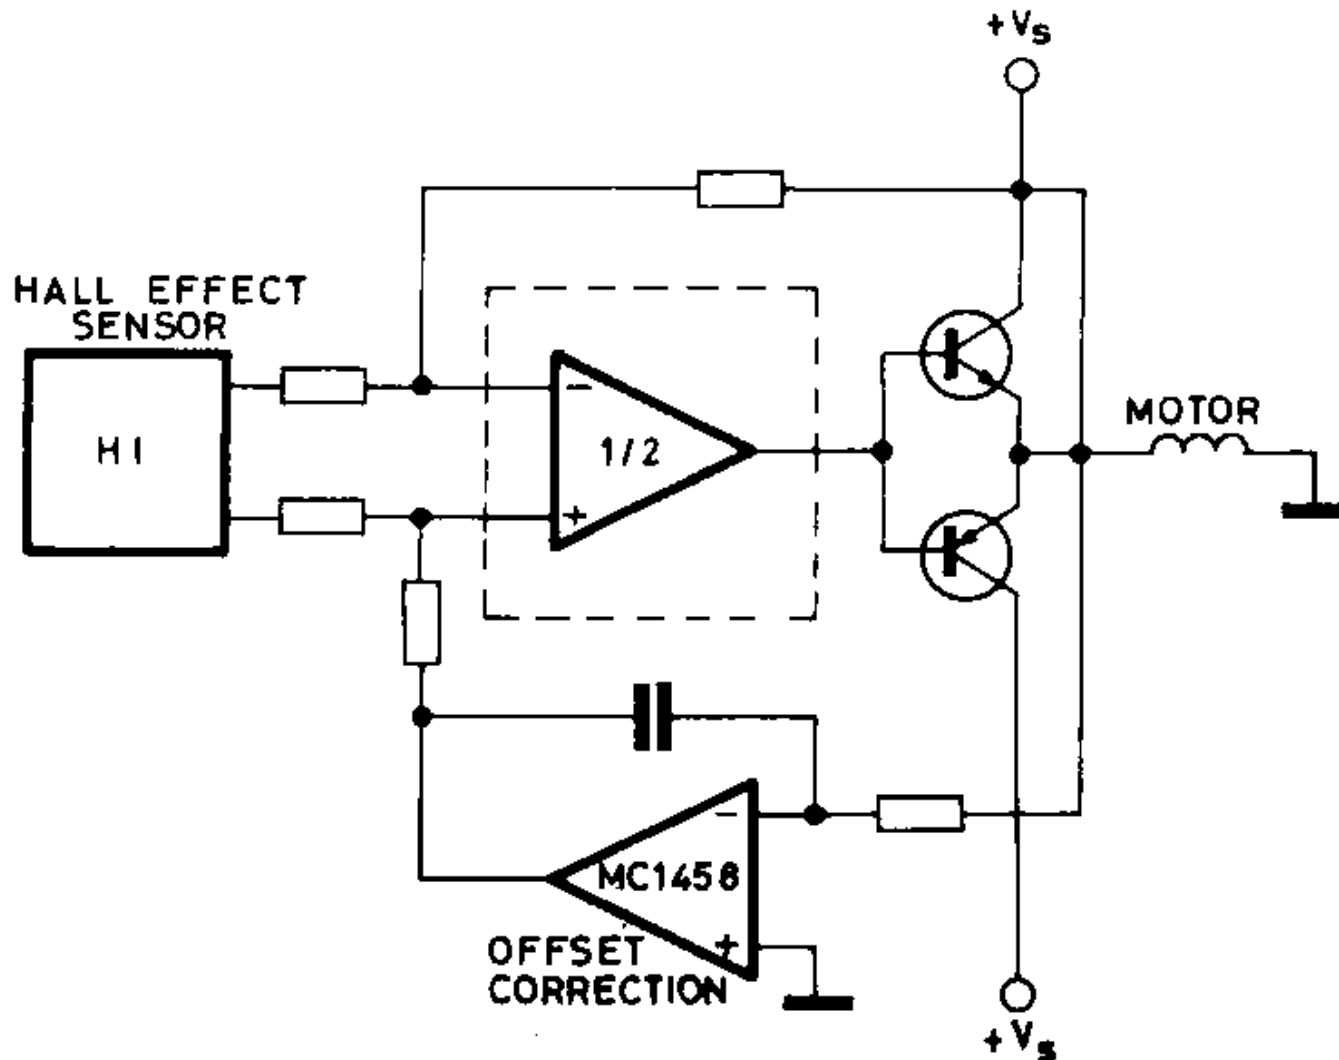 +Vs
HALL EFFECT
SENSOR
H1
-
+
1/2
MOTOR
-
MC1458
+
OFFSET
CORRECTION
+Vs